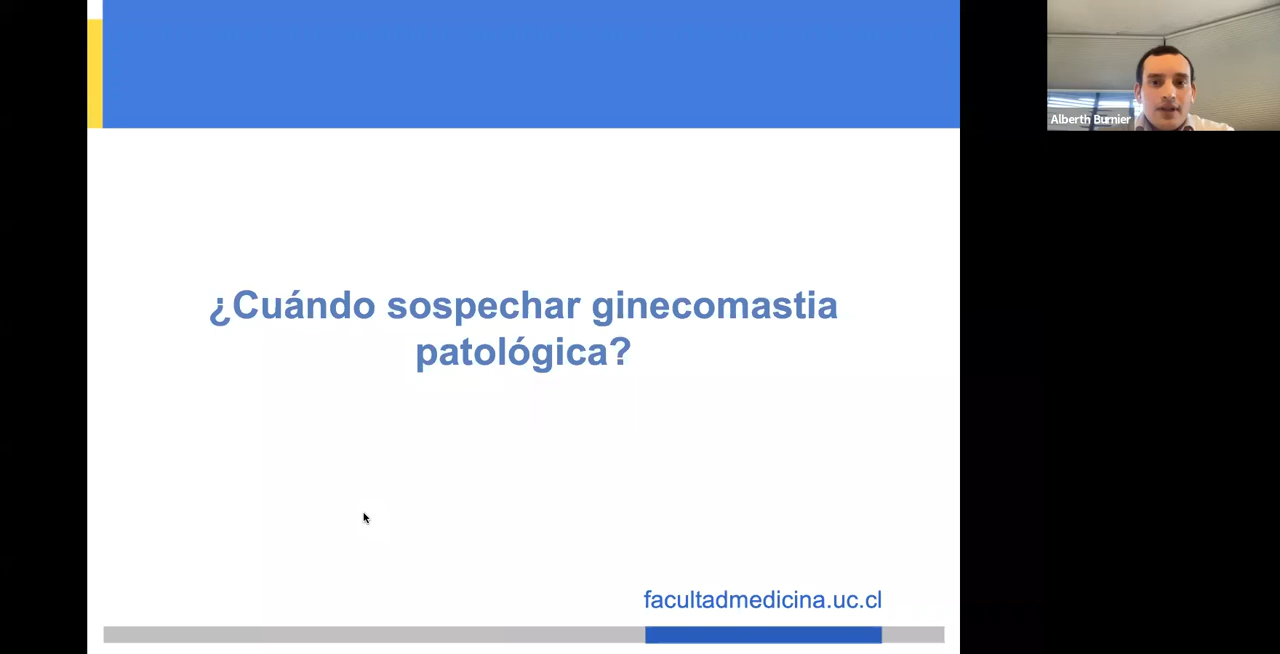 Alberth Burnier
¿Cuándo sospechar ginecomastia
patológica?
facultadmedicina.uc.cl